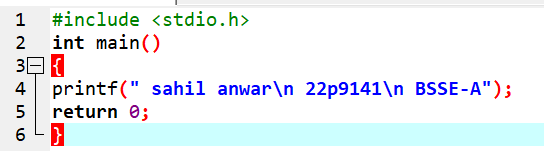 1 #include <stdio.h>
2 int main()
3 {
4 printf(" sahil anwar\n 22p9141\n BSSE-A");
5 return 0;
6 }